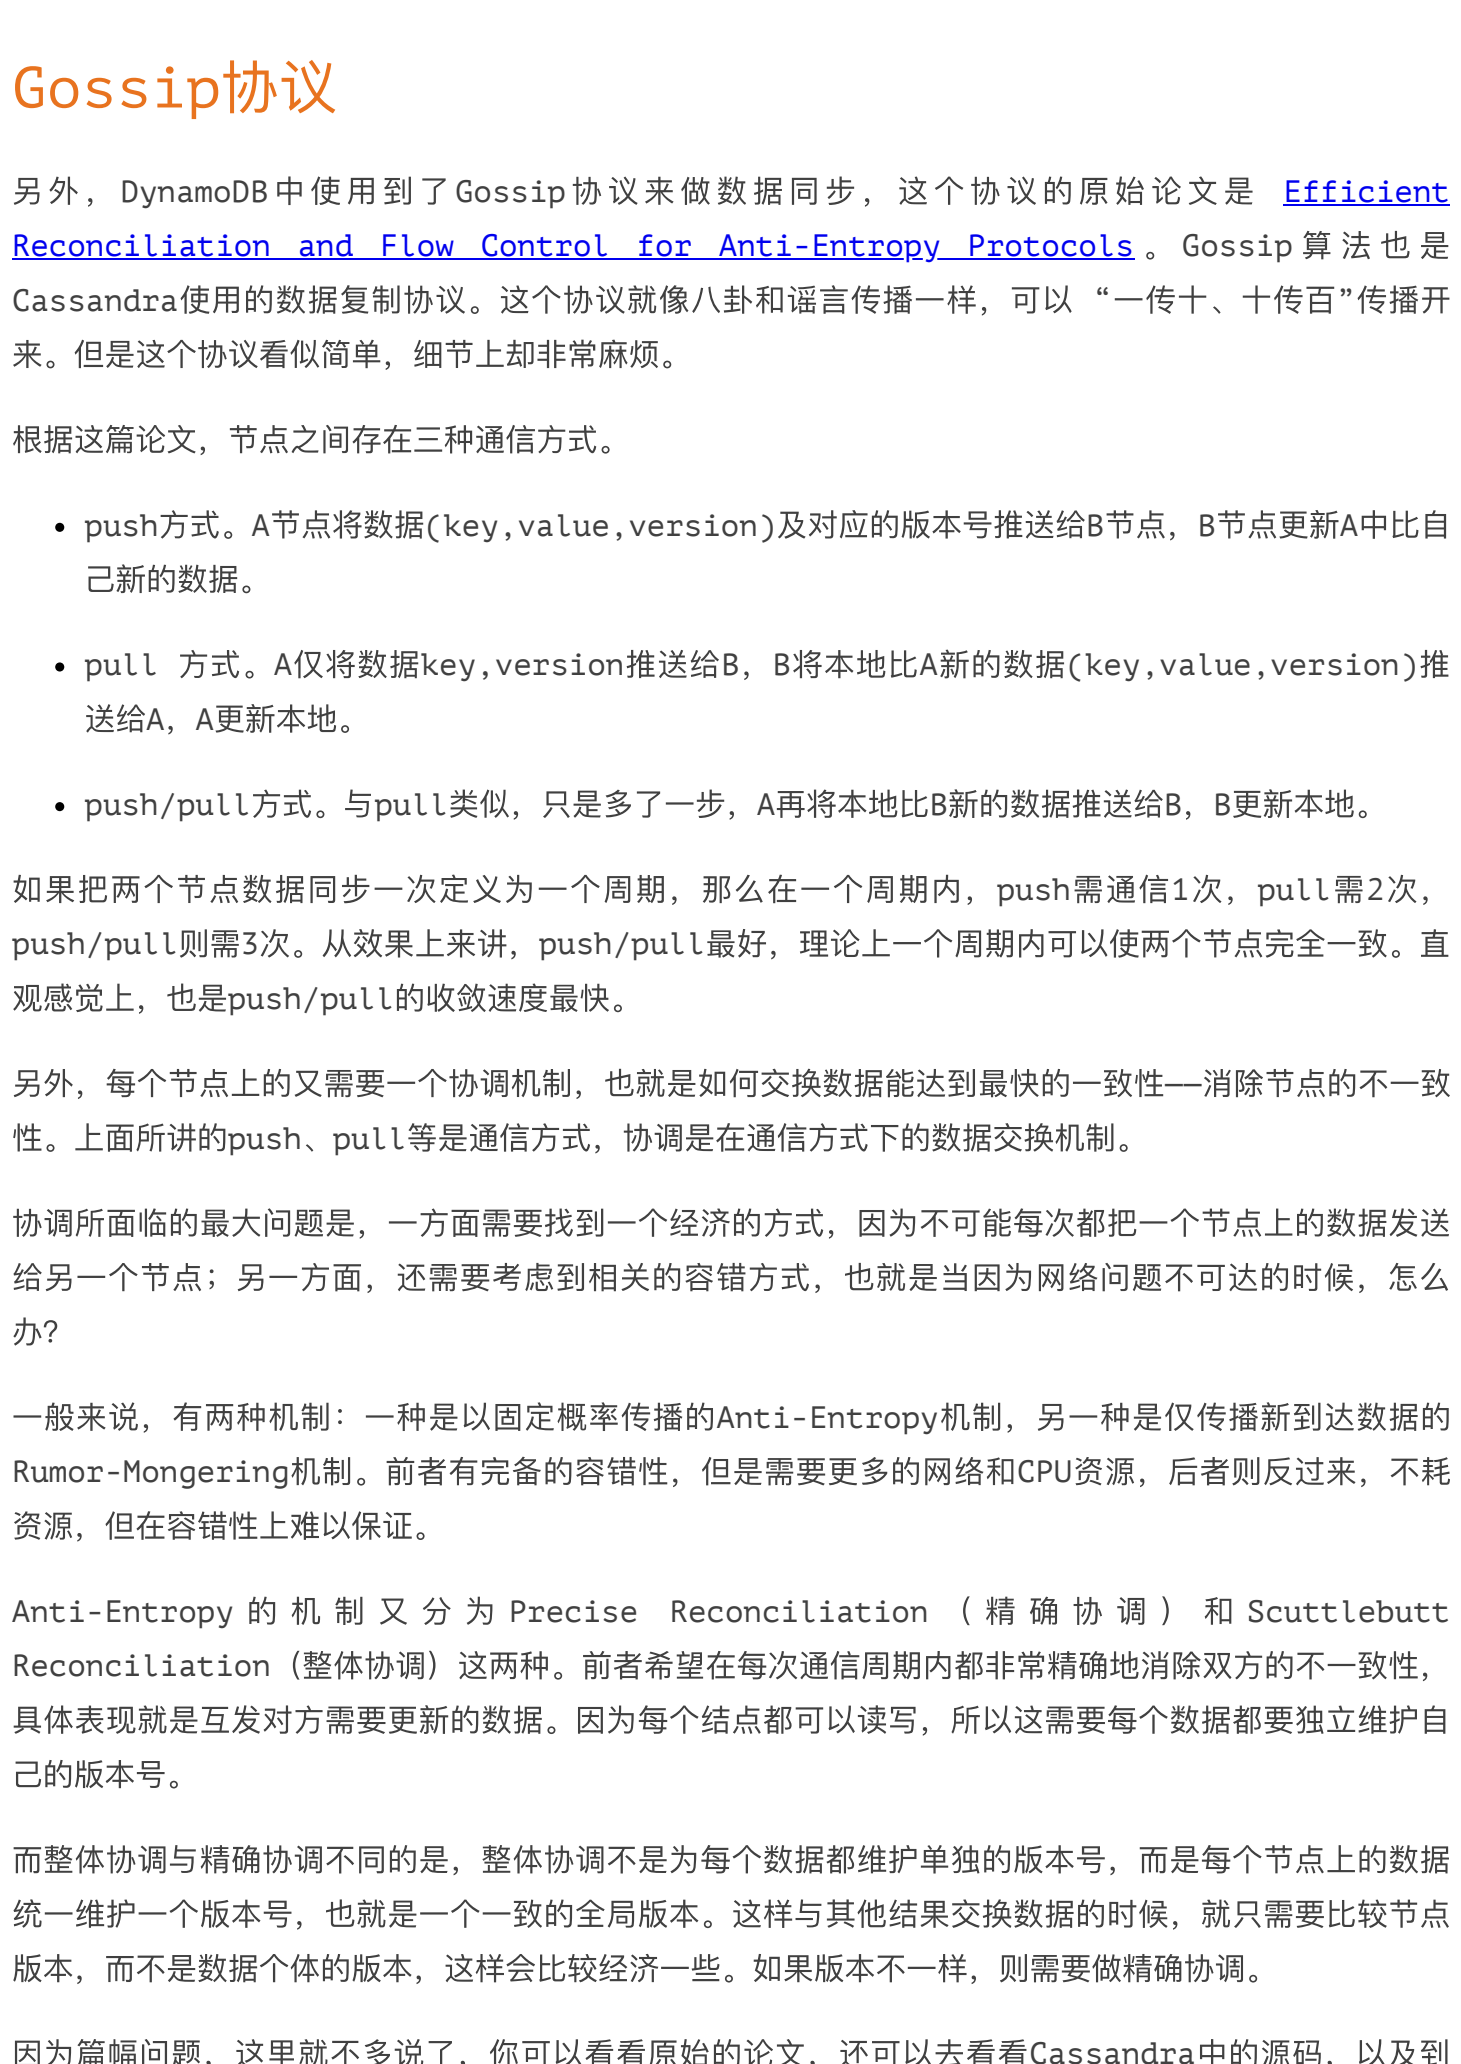 Gossip协议
另外，DynamoDB中使用到了Gossip协议来做数据同步，这个协议的原始论文是 Efficient
Reconciliation and Flow Control for Anti-Entropy Protocols。Gossip算法也是
Cassandra使用的数据复制协议。这个协议就像八卦和谣言传播一样，可以 “一传十、十传百”传播开
来。但是这个协议看似简单，细节上却非常麻烦。
根据这篇论文，节点之间存在三种通信方式。
• push方式。A节点将数据(key,value,version)及对应的版本号推送给B节点，B节点更新A中比自
己新的数据。
• pull 方式。A仅将数据key,version推送给B，B将本地比A新的数据(key,value,version)推
送给A，A更新本地。
• push/pull方式。与pull类似，只是多了一步，A再将本地比B新的数据推送给B，B更新本地。
如果把两个节点数据同步一次定义为一个周期，那么在一个周期内，push需通信1次，pull需2次，
push/pull则需3次。从效果上来讲，push/pull最好，理论上一个周期内可以使两个节点完全一致。直
观感觉上，也是push/pull的收敛速度最快。
另外，每个节点上的又需要一个协调机制，也就是如何交换数据能达到最快的一致性——消除节点的不一致
性。上面所讲的push、pull等是通信方式，协调是在通信方式下的数据交换机制。
协调所面临的最大问题是，一方面需要找到一个经济的方式，因为不可能每次都把一个节点上的数据发送
给另一个节点；另一方面，还需要考虑到相关的容错方式，也就是当因为网络问题不可达的时候，怎么
办？
一般来说，有两种机制：一种是以固定概率传播的Anti-Entropy机制，另一种是仅传播新到达数据的
Rumor-Mongering机制。前者有完备的容错性，但是需要更多的网络和CPU资源，后者则反过来，不耗
资源，但在容错性上难以保证。
Anti-Entropy的机制又分为Precise Reconciliation（精确协调）和Scuttlebutt
Reconciliation（整体协调）这两种。前者希望在每次通信周期内都非常精确地消除双方的不一致性，
具体表现就是互发对方需要更新的数据。因为每个结点都可以读写，所以这需要每个数据都要独立维护自
己的版本号。
而整体协调与精确协调不同的是，整体协调不是为每个数据都维护单独的版本号，而是每个节点上的数据
统一维护一个版本号，也就是一个一致的全局版本。这样与其他结果交换数据的时候，就只需要比较节点
版本，而不是数据个体的版本，这样会比较经济一些。如果版本不一样，则需要做精确协调。
因为篇幅问题，这里就不多说了，你可以看看原始的论文，还可以去看看Cassandra中的源码，以及到